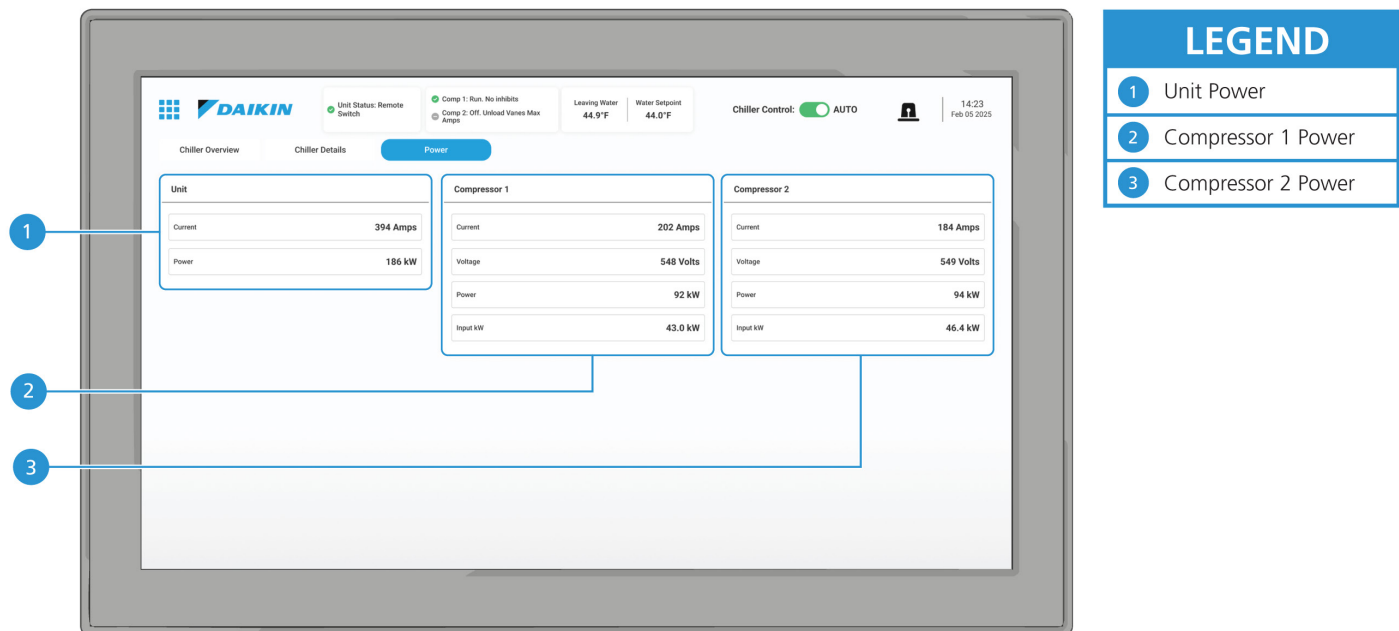 DAIKIN
Unit Status: Remote
Switch
Comp 1: Run. No inhibits
Comp 2: Off. Unload Vanes Max
Amps
Leaving Water
44.9°F
Water Setpoint
44.0°F
Chiller Control:
AUTO
14:23
Feb 05 2025
Chiller Overview
Chiller Details
Power
Unit
Current
394 Amps
Power
186 kW
Compressor 1
Current
202 Amps
Voltage
548 Volts
Power
92 kW
Input kW
43.0 kW
Compressor 2
Current
184 Amps
Voltage
549 Volts
Power
94 kW
Input kW
46.4 kW
1
2
3
LEGEND
1 Unit Power
2 Compressor 1 Power
3 Compressor 2 Power